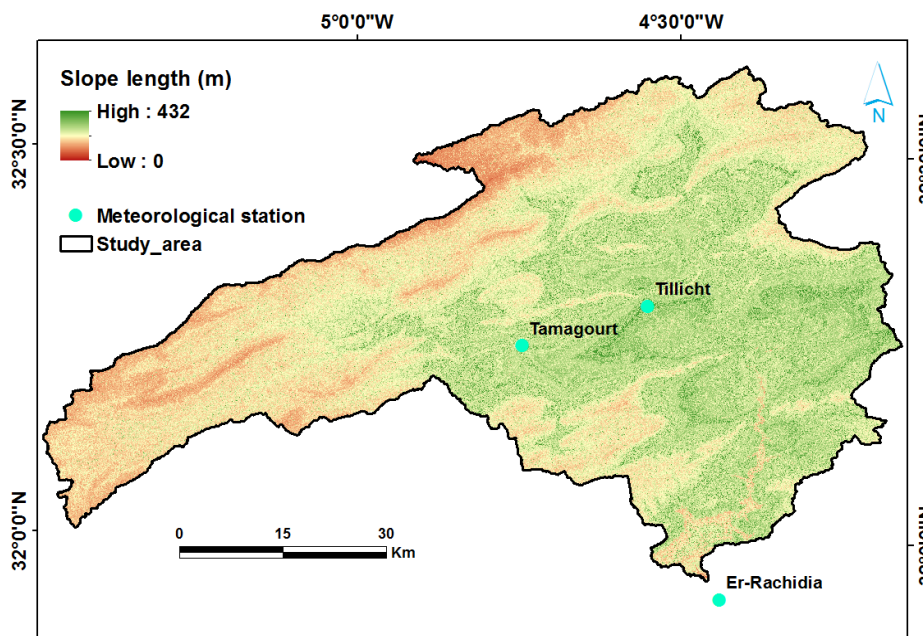 5°0'0"W
4°30'0"W
Slope length (m)
High : 432
Low : 0
N
32°30'0"N
Meteorological station
Study_area
Tillicht
Tamagourt
32°0'0"N
0
15
30
Km
Er-Rachidia